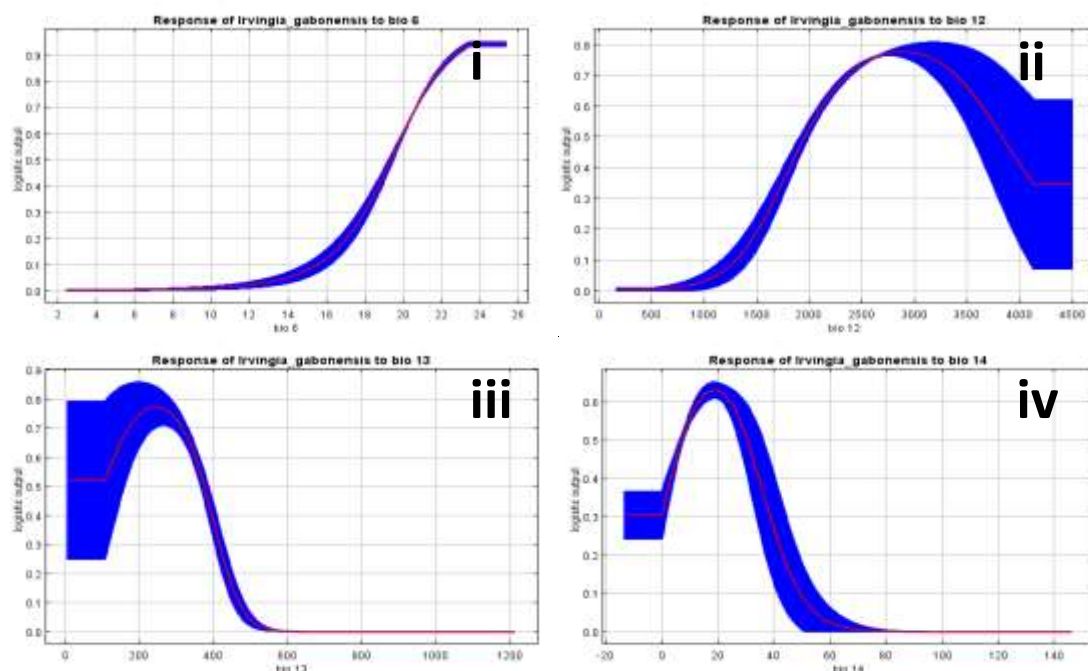 Response of Irvingia_gabonensis to bio 6
i
0.9
0.8
0.7
0.6
0.5
0.4
0.3
0.2
0.1
0.0
logistic output
2 4 6 8 10 12 14 16 18 20 22 24 26
bio 6
Response of Irvingia_gabonensis to bio 12
ii
0.8
0.7
0.6
0.5
0.4
0.3
0.2
0.1
0.0
logistic output
0 500 1000 1500 2000 2500 3000 3500 4000 4500
bio 12
Response of Irvingia_gabonensis to bio 13
iii
0.9
0.8
0.7
0.6
0.5
0.4
0.3
0.2
0.1
0.0
logistic output
0 200 400 600 800 1000 1200
bio 13
Response of Irvingia_gabonensis to bio 14
iv
0.6
0.5
0.4
0.3
0.2
0.1
0.0
logistic output
-20 0 20 40 60 80 100 120 140
bio 14